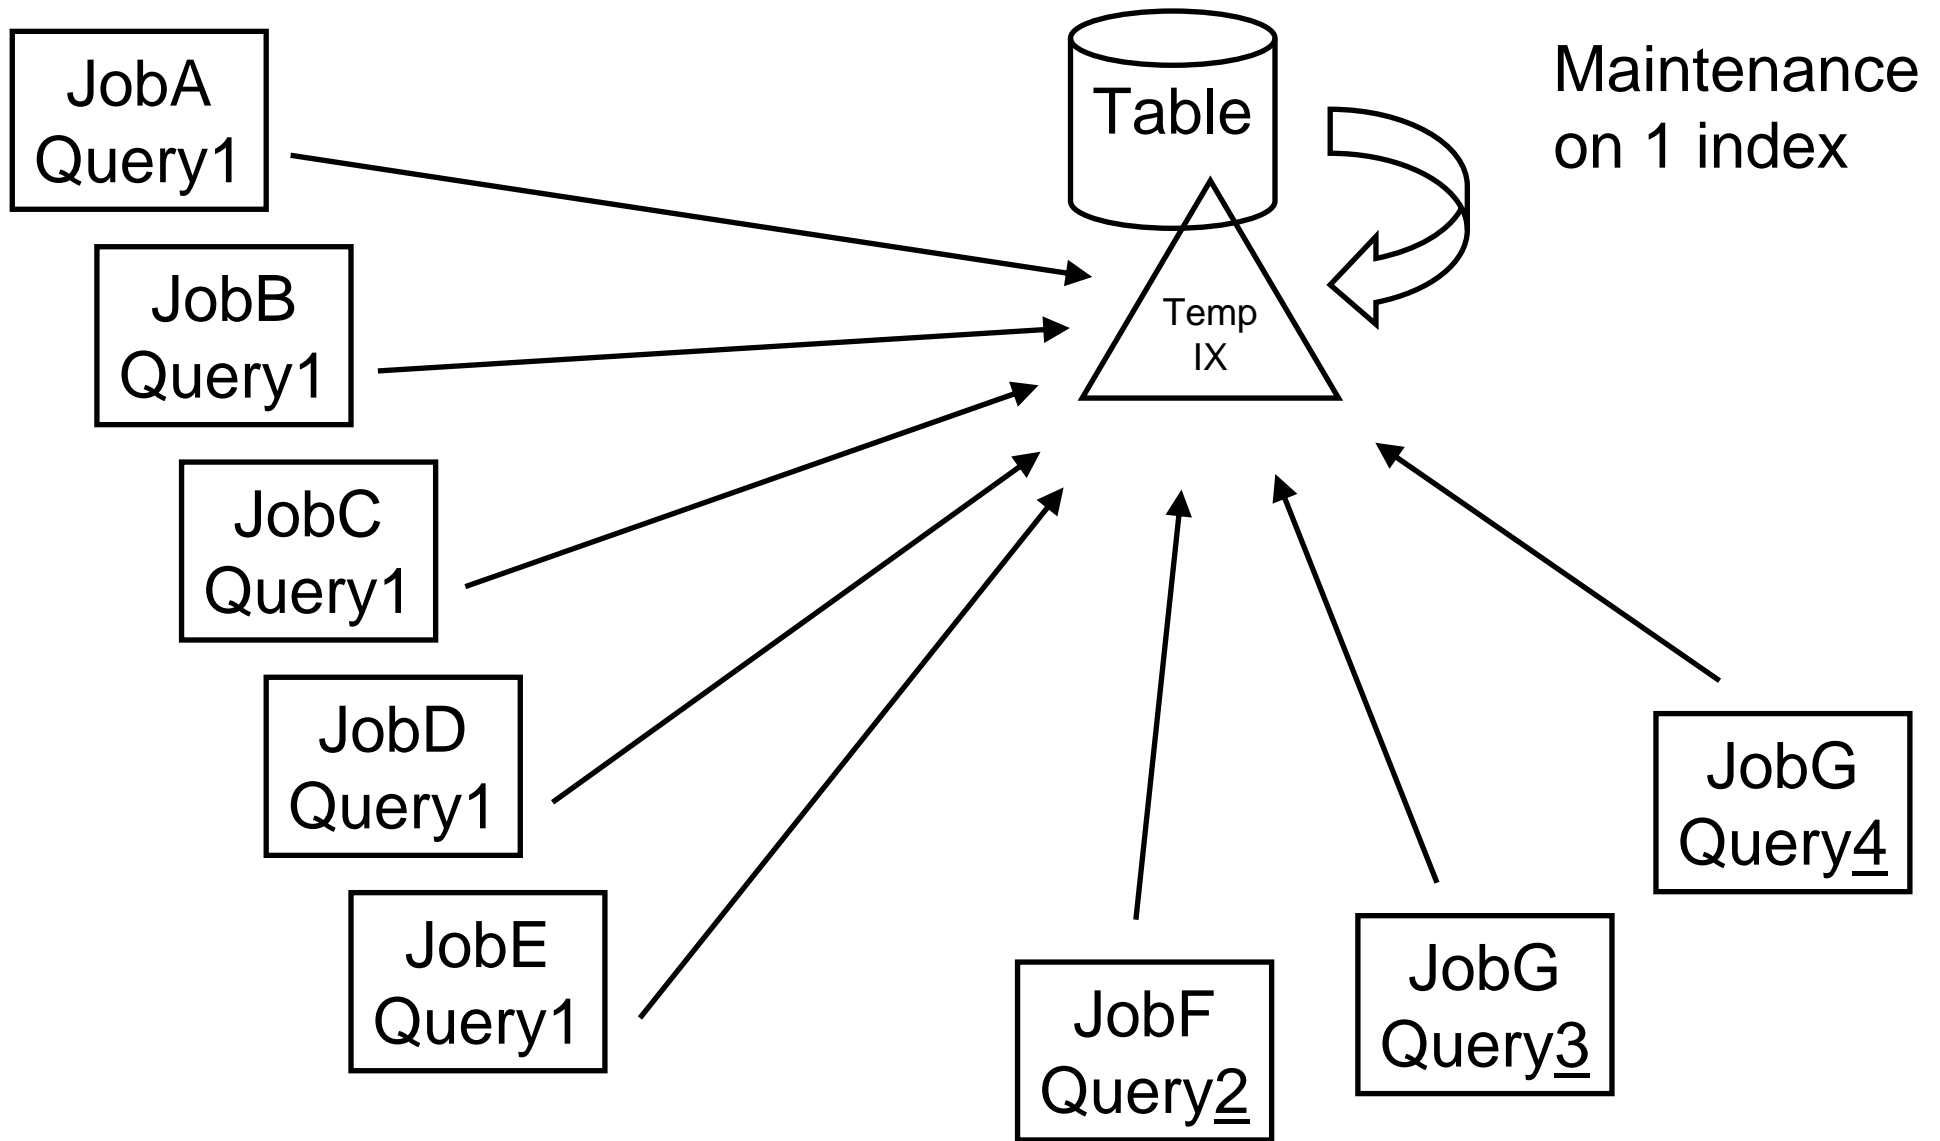 JobA
Query1
JobB
Query1
JobC
Query1
JobD
Query1
JobE
Query1
Table
Temp
IX
Maintenance
on 1 index
JobF
Query2
JobG
Query3
JobG
Query4